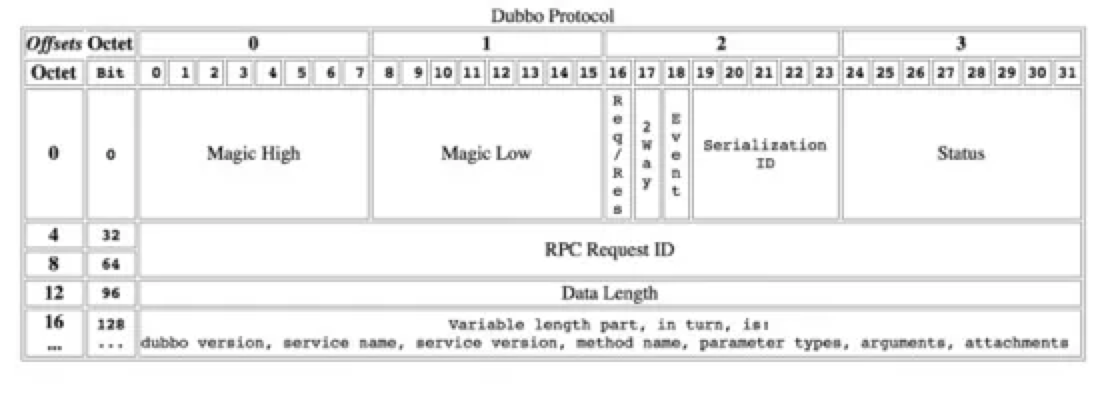 Dubbo Protocol
Offsets Octet 0 1 2 3
Octet Bit 0 1 2 3 4 5 6 7 8 9 10 11 12 13 14 15 16 17 18 19 20 21 22 23 24 25 26 27 28 29 30 31
0 0 Magic High Magic Low Req/Res 2Way Event Serialization ID Status
4 32 RPC Request ID
8 64
12 96 Data Length
16 128 Variable length part, in turn, is:
... ... dubbo version, service name, service version, method name, parameter types, arguments, attachments